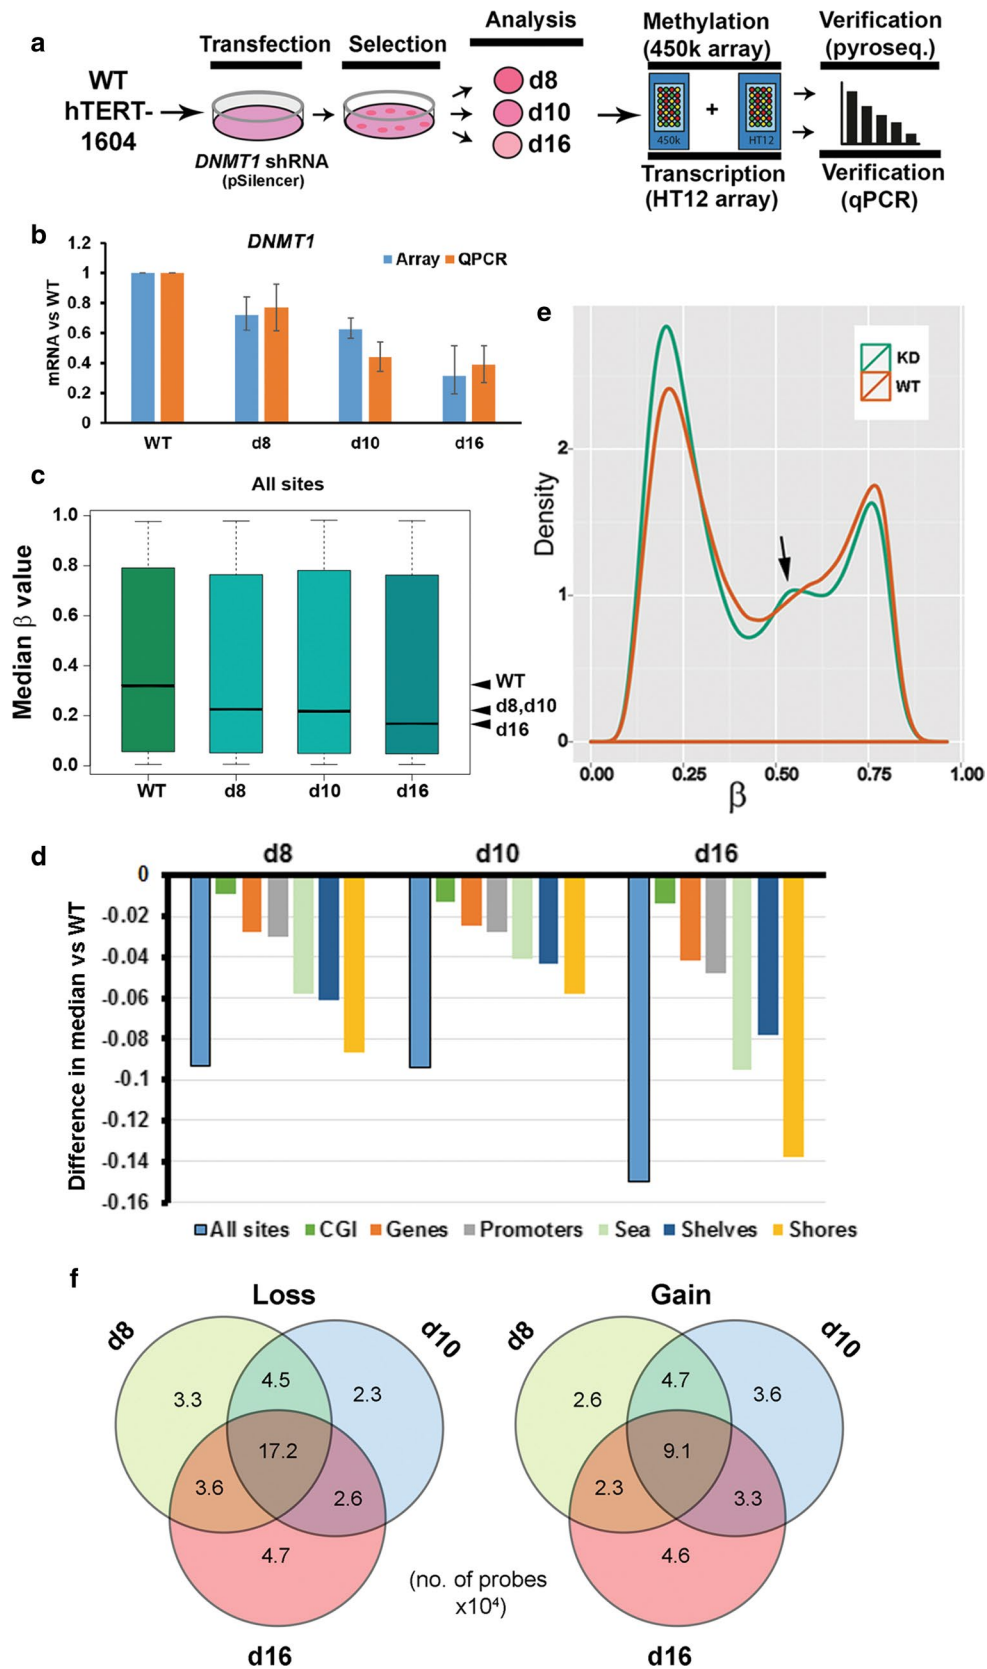 a
WT
hTERT-
1604
Transfection
Selection
Analysis
DNMT1 shRNA
(pSilencer)
d8
d10
d16
Methylation
(450k array)
450k
+
HT12
Transcription
(HT12 array)
Verification
(pyroseq.)
Verification
(qPCR)
b
DNMT1
Array QPCR
mRNA vs WT
1.2
1
0.8
0.6
0.4
0.2
0
WT d8 d10 d16
c
All sites
Median β value
1.0
0.8
0.6
0.4
0.2
0.0
WT
d8,d10
d16
WT d8 d10 d16
e
KD
WT
Density
2
1
0
0.00 0.25 0.50 0.75 1.00
β
d
d8 d10 d16
Difference in median vs WT
0
-0.02
-0.04
-0.06
-0.08
-0.1
-0.12
-0.14
-0.16
All sites CGI Genes Promoters Sea Shelves Shores
f
Loss
d8
d10
3.3
4.5
2.3
17.2
3.6
2.6
4.7
d16
(no. of probes
x10⁴)
Gain
d8
d10
2.6
4.7
3.6
9.1
2.3
3.3
4.6
d16